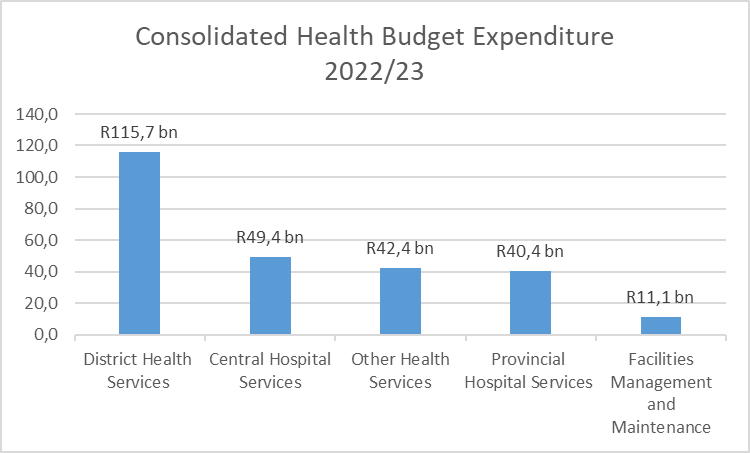 Consolidated Health Budget Expenditure
2022/23
140,0
120,0
100,0
80,0
60,0
40,0
20,0
0,0
R115,7 bn
R49,4 bn
R42,4 bn
R40,4 bn
R11,1 bn
District Health
Services
Central Hospital
Services
Other Health
Services
Provincial
Hospital Services
Facilities
Management
and
Maintenance